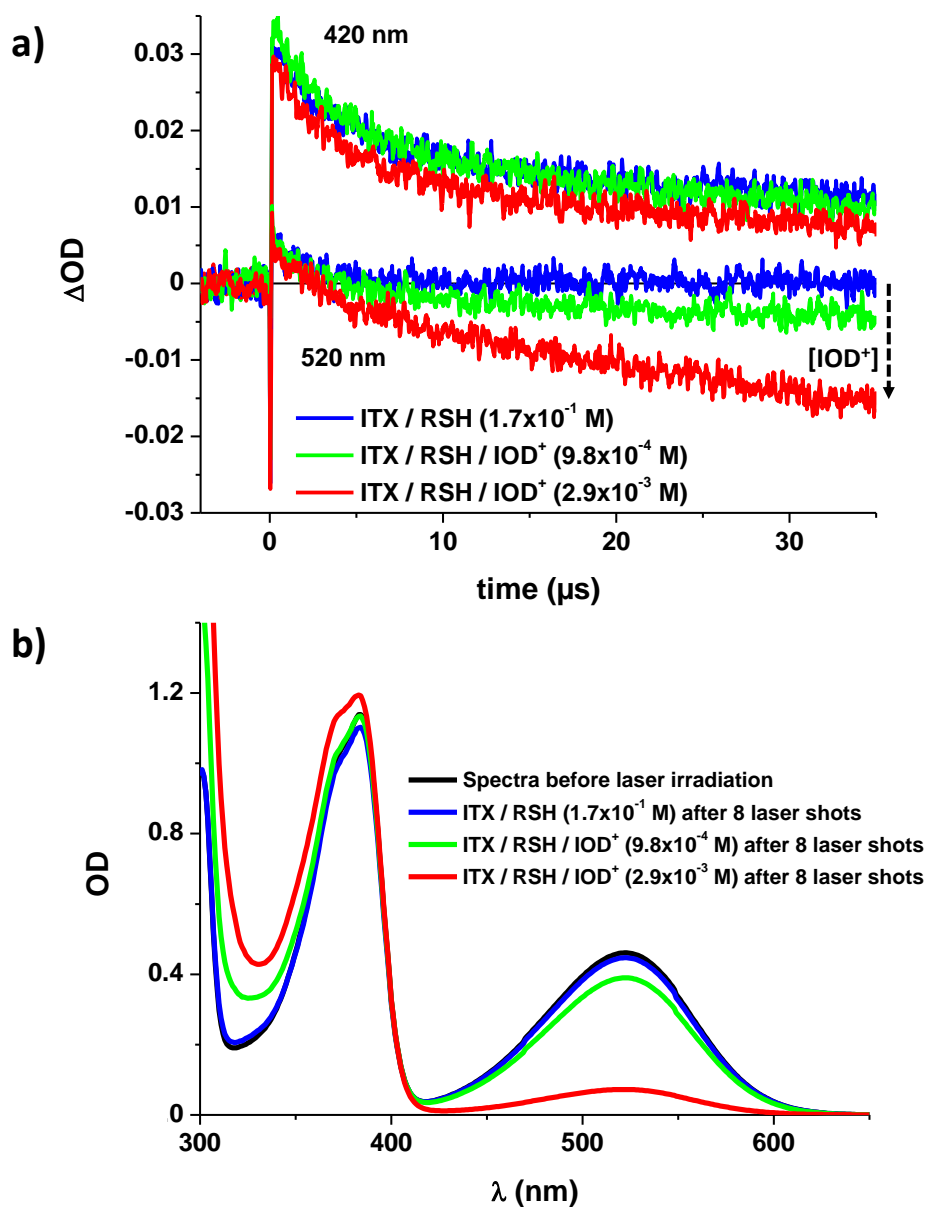 a)
420 nm
0.03
0.02
0.01
0
-0.01
-0.02
-0.03
ΔOD
520 nm
[IOD⁺]
ITX / RSH (1.7x10⁻¹ M)
ITX / RSH / IOD⁺ (9.8x10⁻⁴ M)
ITX / RSH / IOD⁺ (2.9x10⁻³ M)
0 10 20 30
time (µs)
b)
1.2
0.8
0.4
0
OD
Spectra before laser irradiation
ITX / RSH (1.7x10⁻¹ M) after 8 laser shots
ITX / RSH / IOD⁺ (9.8x10⁻⁴ M) after 8 laser shots
ITX / RSH / IOD⁺ (2.9x10⁻³ M) after 8 laser shots
300 400 500 600
λ (nm)